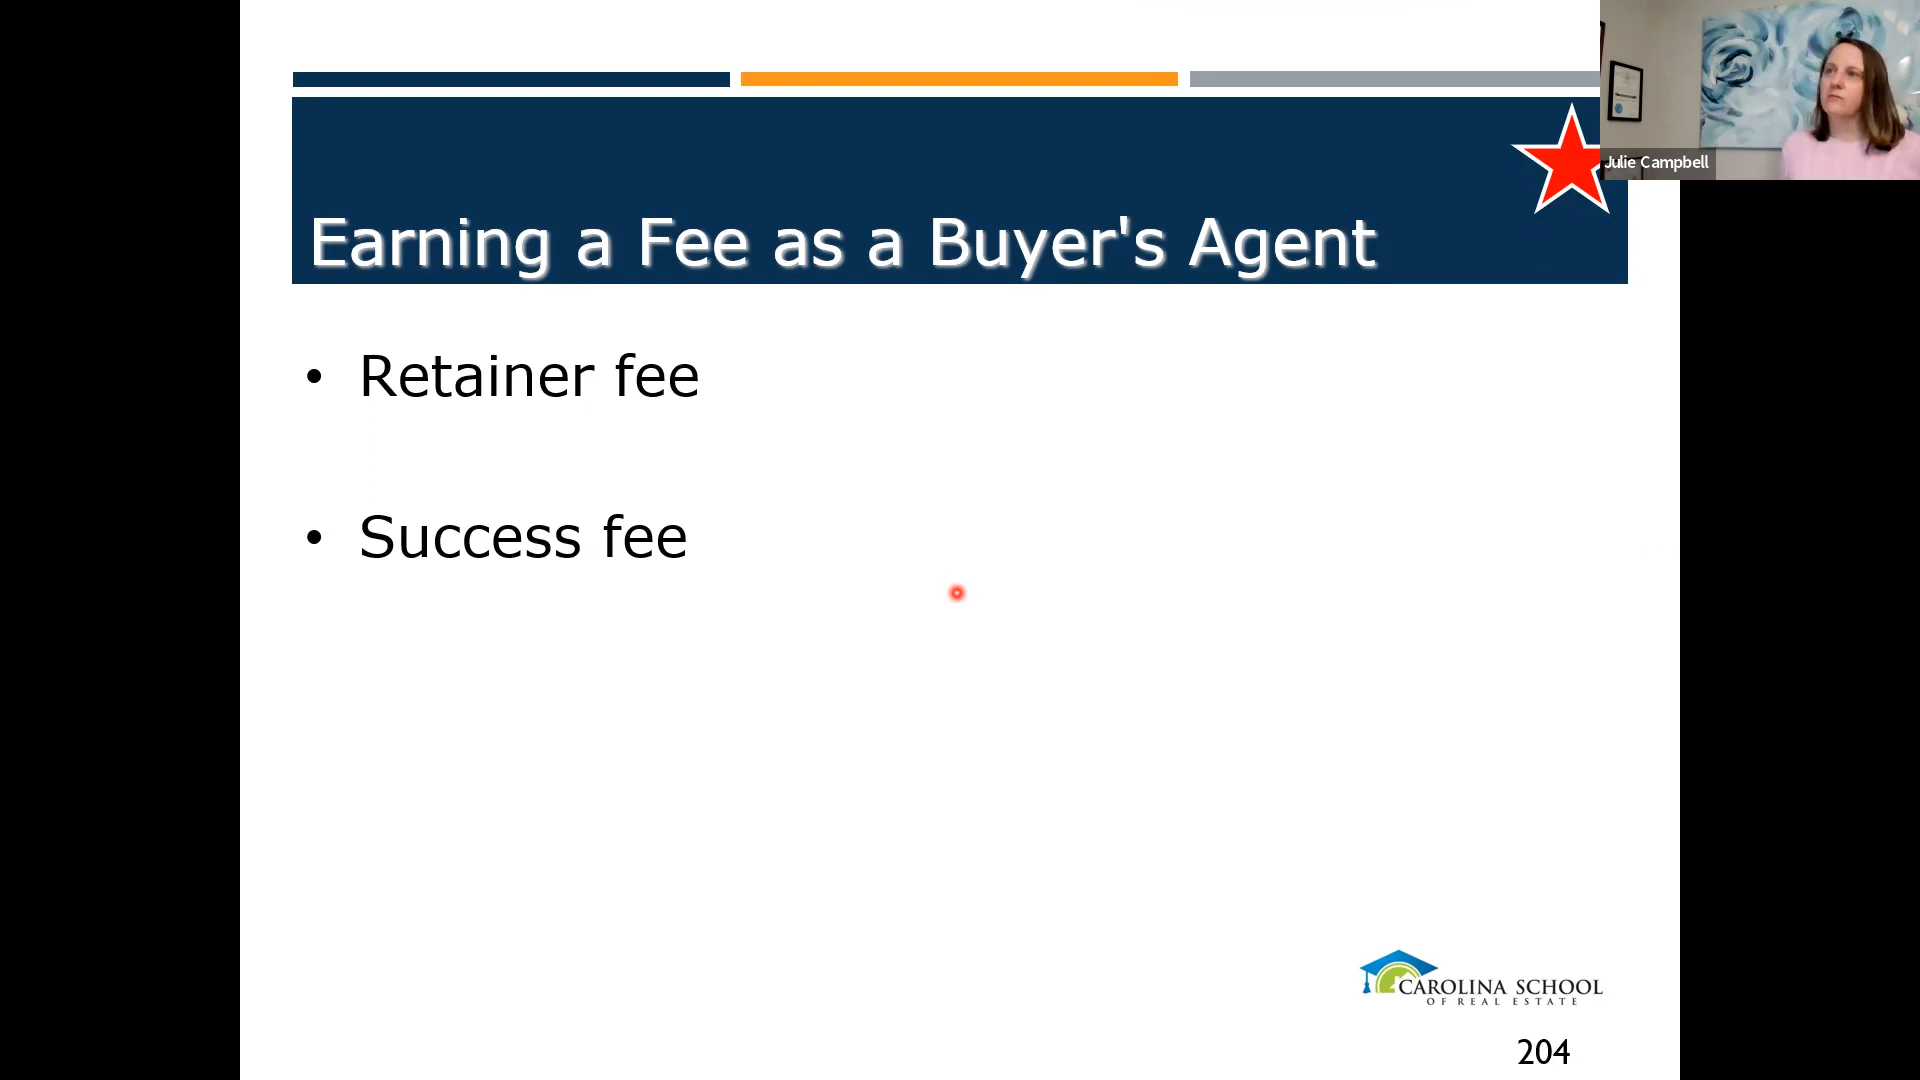 Julie Campbell
Earning a Fee as a Buyer's Agent
• Retainer fee
• Success fee
CAROLINA SCHOOL
OF REAL ESTATE
204